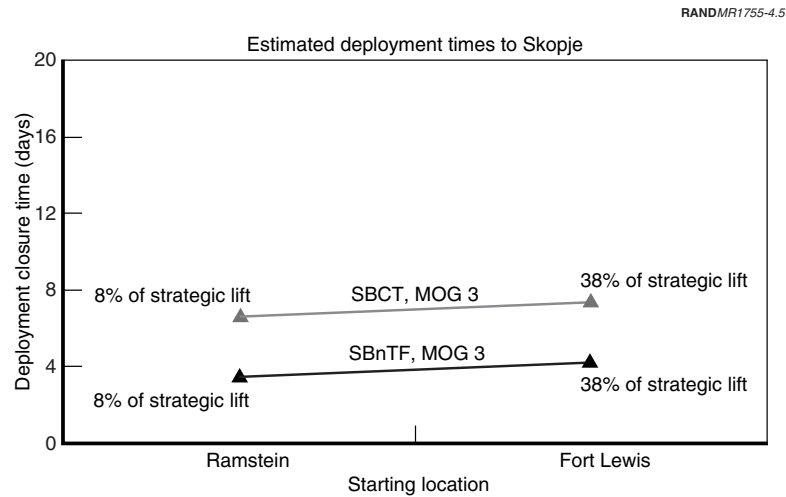 RANDMR1755-4.5
Estimated deployment times to Skopje
Deployment closure time (days)
20
16
12
8
4
0
8% of strategic lift
SBCT, MOG 3
38% of strategic lift
SBnTF, MOG 3
8% of strategic lift
38% of strategic lift
Ramstein
Fort Lewis
Starting location